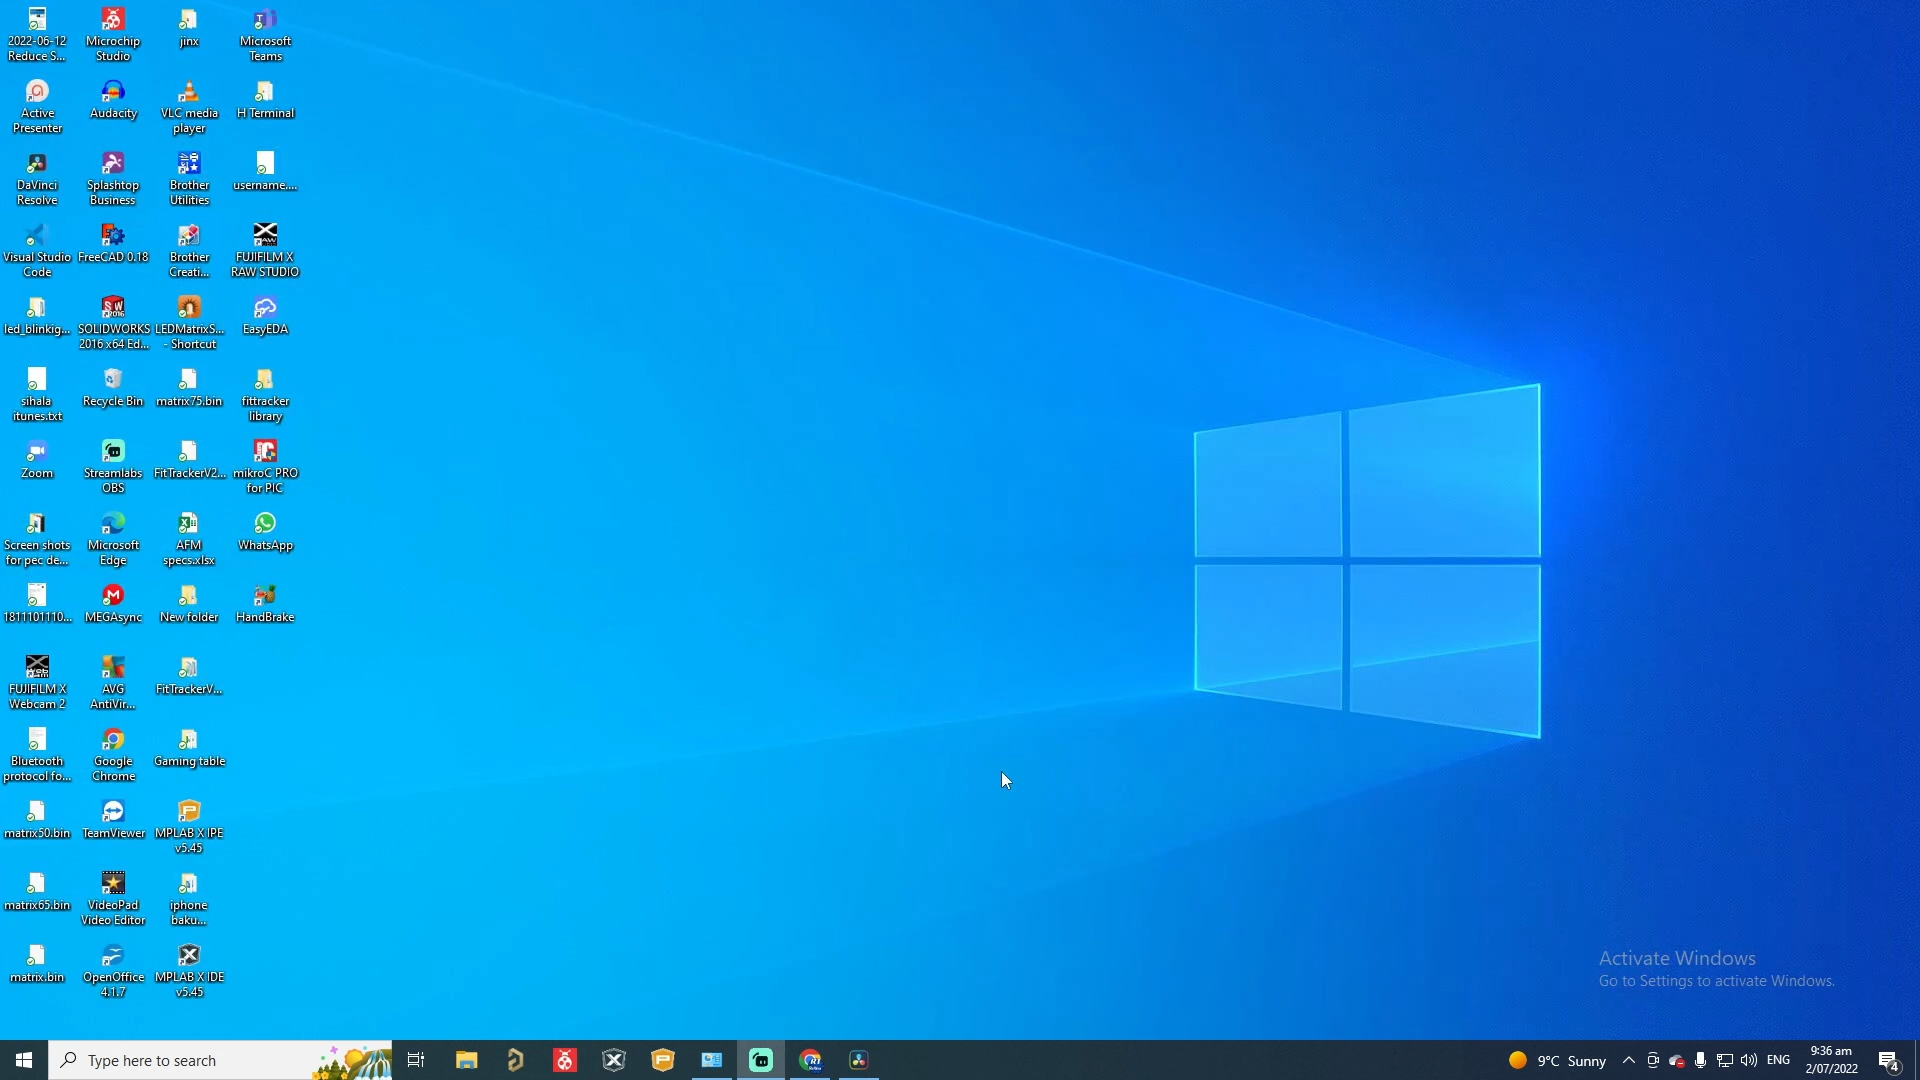 2022-06-12
Reduce S...
Microchip
Studio
jinx
Microsoft
Teams
Active
Presenter
Audacity
VLC media
player
H Terminal
DaVinci
Resolve
Splashtop
Business
Brother
Utilities
username....
Visual Studio
Code
FreeCAD 0.18
Brother
Creati...
FUJIFILM X
RAW STUDIO
led_blinkig...
SOLIDWORKS
2016 x64 Ed...
LEDMatrixS...
- Shortcut
EasyEDA
sihala
itunes.txt
Recycle Bin
matrix75.bin
fittracker
library
Zoom
Streamlabs
OBS
FitTrackerV2...
mikroC PRO
for PIC
Screen shots
for pec de...
Microsoft
Edge
AFM
specs.xlsx
WhatsApp
1811101110...
MEGAsync
New folder
HandBrake
FUJIFILM X
Webcam 2
AVG
AntiVir...
FitTrackerV...
Bluetooth
protocol fo...
Google
Chrome
Gaming table
matrix50.bin
TeamViewer
MPLAB X IPE
v5.45
matrix65.bin
VideoPad
Video Editor
iphone
baku...
matrix.bin
OpenOffice
4.1.7
MPLAB X IDE
v5.45
Activate Windows
Go to Settings to activate Windows.
Type here to search
9°C Sunny
ENG
9:36 am
2/07/2022
4